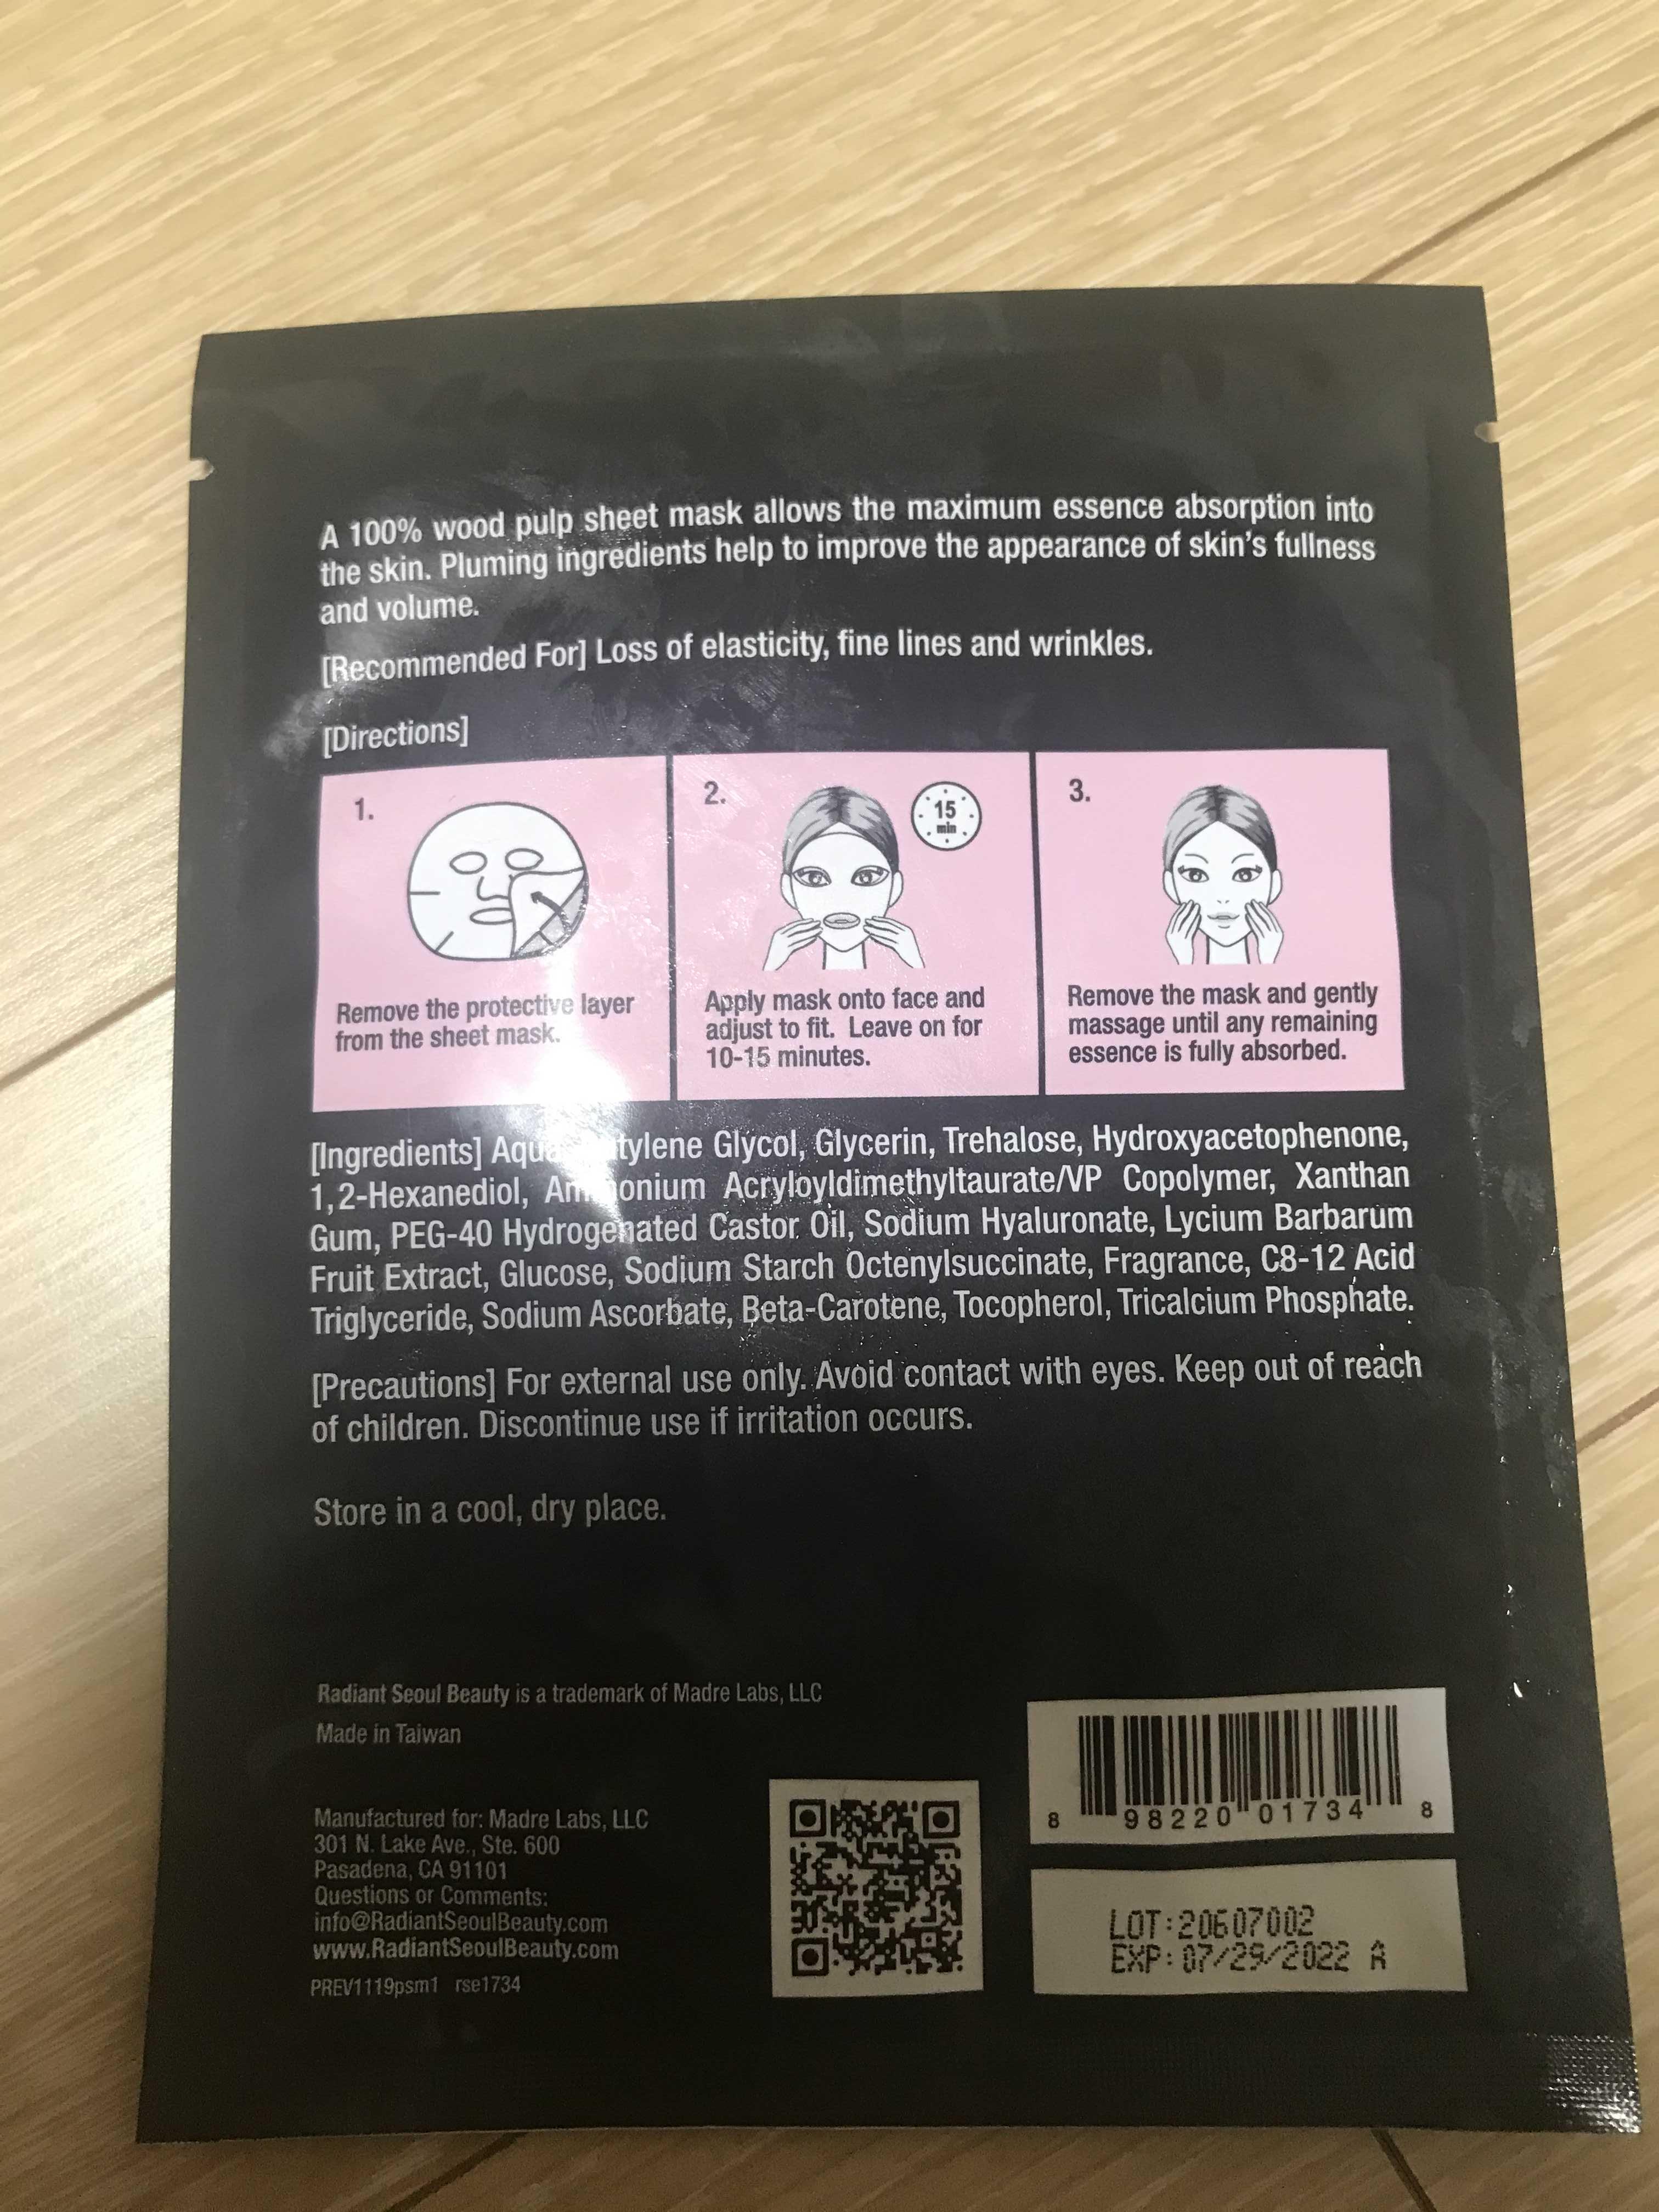 A 100% wood pulp sheet mask allows the maximum essence absorption into
the skin. Pluming ingredients help to improve the appearance of skin's fullness
and volume.
[Recommended For] Loss of elasticity, fine lines and wrinkles.
[Directions]
1.
Remove the protective layer
from the sheet mask.
2.
15
min
Apply mask onto face and
adjust to fit. Leave on for
10-15 minutes.
3.
Remove the mask and gently
massage until any remaining
essence is fully absorbed.
[Ingredients] Glycol, Glycerin, Trehalose, Hydroxyacetophenone,
1,2-Hexanediol, Acryloyldimethyltaurate/VP Copolymer, Xanthan
Gum, PEG-40 Hydrogenated Castor Oil, Sodium Hyaluronate, Lycium Barbarum
Fruit Extract, Glucose, Sodium Starch Octenylsuccinate, Fragrance, C8-12 Acid
Triglyceride, Sodium Ascorbate, Beta-Carotene, Tocopherol, Tricalcium Phosphate.
[Precautions] For external use only. Avoid contact with eyes. Keep out of reach
of children. Discontinue use if irritation occurs.
Store in a cool, dry place.
Radiant Seoul Beauty is a trademark of Madre Labs, LLC
Made in Taiwan
Manufactured for: Madre Labs, LLC
301 N. Lake Ave., Ste. 600
Pasadena, CA 91101
Questions or Comments:
info@RadiantSeoulBeauty.com
www.RadiantSeoulBeauty.com
PREV1119psm1 rse1734
8 98220 01734 8
LOT:20607002
EXP:07/29/2022 A